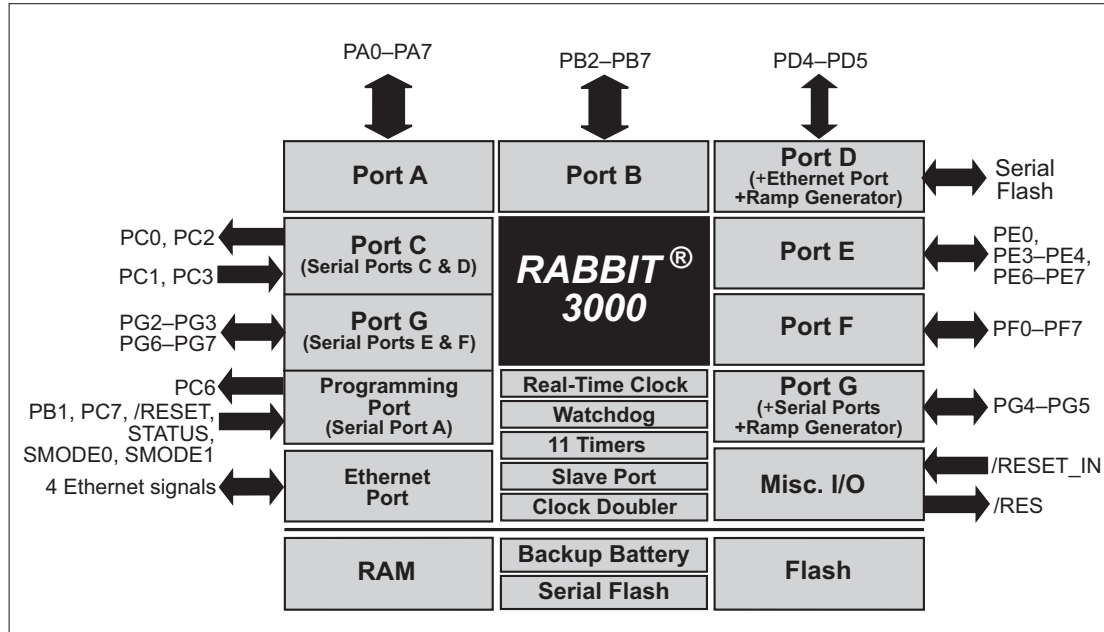 PA0–PA7
PB2–PB7
PD4–PD5
Port A
Port B
Port D
(+Ethernet Port
+Ramp Generator)
Serial
Flash
PC0, PC2
PC1, PC3
Port C
(Serial Ports C & D)
RABBIT ®
3000
Port E
PE0,
PE3–PE4,
PE6–PE7
PG2–PG3
PG6–PG7
Port G
(Serial Ports E & F)
Port F
PF0–PF7
PC6
PB1, PC7, /RESET,
STATUS,
SMODE0, SMODE1
Programming
Port
(Serial Port A)
Real-Time Clock
Watchdog
11 Timers
Slave Port
Clock Doubler
Port G
(+Serial Ports
+Ramp Generator)
PG4–PG5
4 Ethernet signals
Ethernet
Port
Misc. I/O
/RESET_IN
/RES
RAM
Backup Battery
Serial Flash
Flash